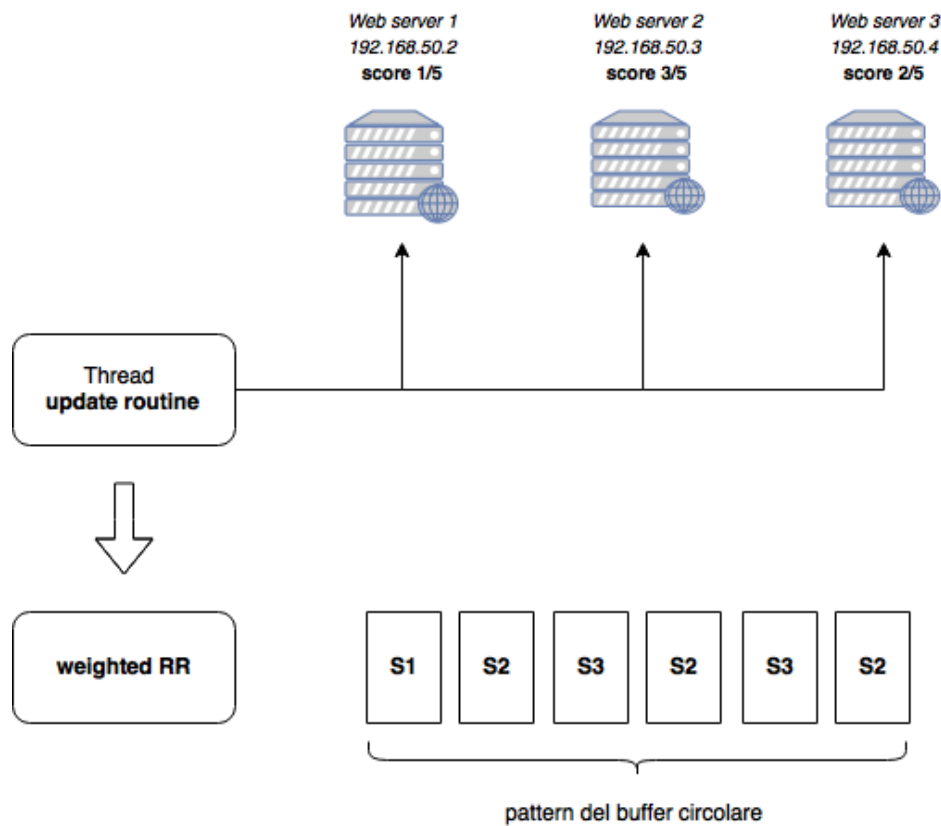 Web server 1
192.168.50.2
score 1/5
Web server 2
192.168.50.3
score 3/5
Web server 3
192.168.50.4
score 2/5
Thread
update routine
weighted RR
S1
S2
S3
S2
S3
S2
pattern del buffer circolare